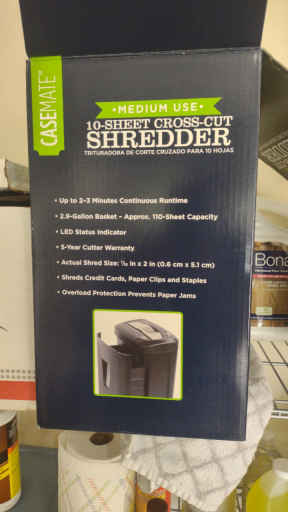 CASEMATE™
•MEDIUM USE•
10-SHEET CROSS-CUT
SHREDDER
TRITURADORA DE CORTE CRUZADO PARA 10 HOJAS
• Up to 2-3 Minutes Continuous Runtime
• 2.9-Gallon Basket – Approx. 110-Sheet Capacity
• LED Status Indicator
• 5-Year Cutter Warranty
• Actual Shred Size: in x 2 in (0.6 cm x 5.1 cm)
• Shreds Credit Cards, Paper Clips and Staples
• Overload Protection Prevents Paper Jams
Bona